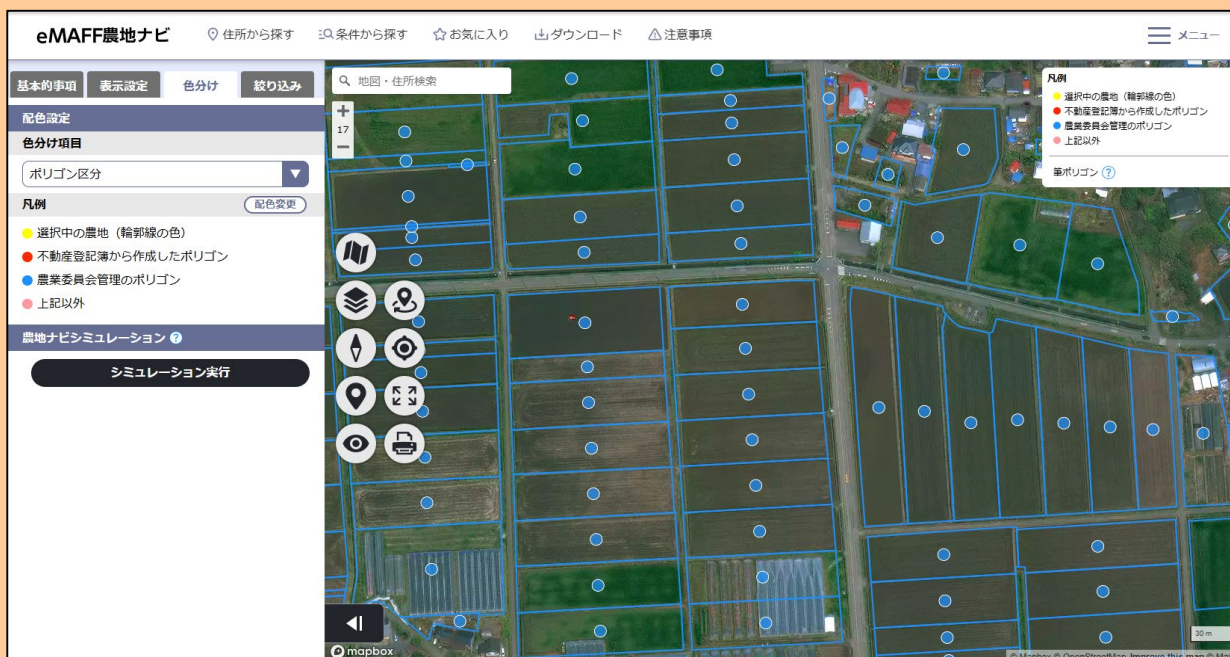 eMAFF農地ナビ
住所から探す
条件から探す
お気に入り
ダウンロード
注意事項
メニュー
基本的事項
表示設定
色分け
絞り込み
配色設定
色分け項目
ポリゴン区分
凡例
配色変更
選択中の農地（輪郭線の色）
不動産登記簿から作成したポリゴン
農業委員会管理のポリゴン
上記以外
農地ナビシミュレーション ?
シミュレーション実行
地図・住所検索
+
17
−
凡例
選択中の農地（輪郭線の色）
不動産登記簿から作成したポリゴン
農業委員会管理のポリゴン
上記以外
筆ポリゴン ?
30 m
mapbox
© Mapbox © OpenStreetMap Improve this map